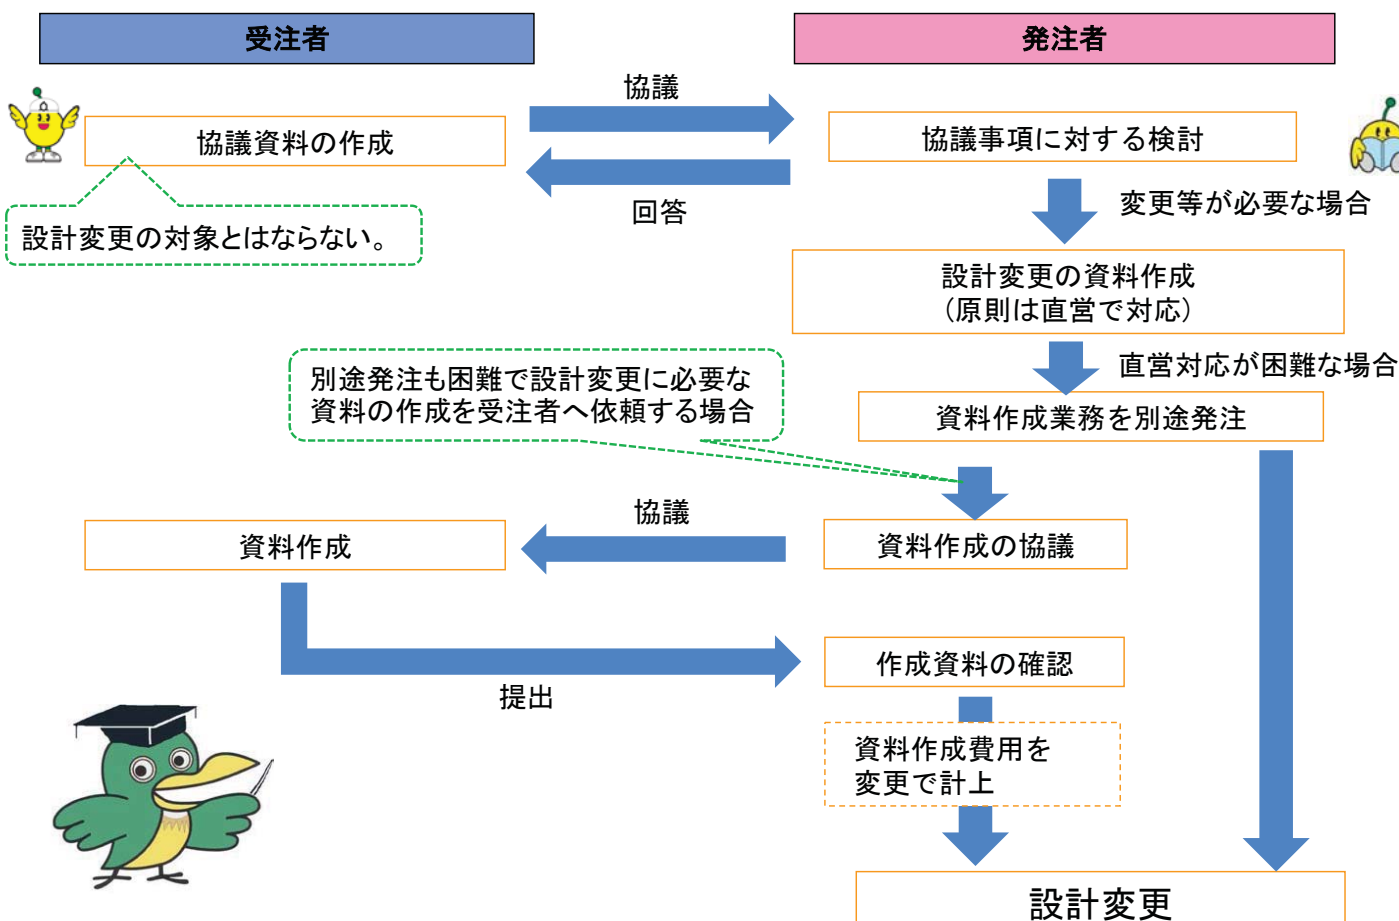 受注者
発注者
協議
協議資料の作成
協議事項に対する検討
回答
変更等が必要な場合
設計変更の対象とはならない。
設計変更の資料作成
(原則は直営で対応)
直営対応が困難な場合
別途発注も困難で設計変更に必要な
資料の作成を受注者へ依頼する場合
資料作成業務を別途発注
協議
資料作成
資料作成の協議
作成資料の確認
提出
資料作成費用を
変更で計上
設計変更